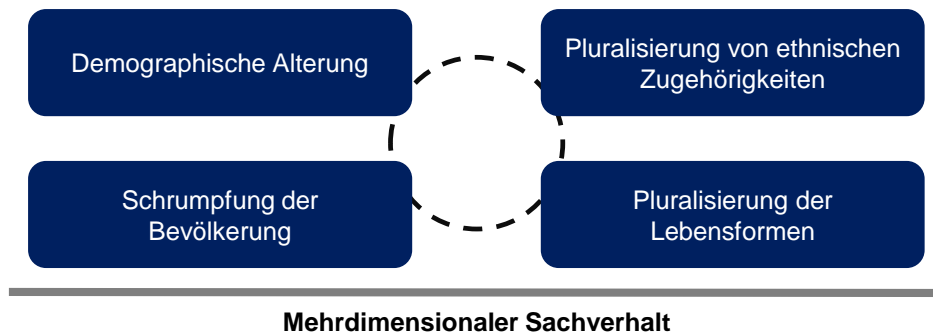 Demographische Alterung
Pluralisierung von ethnischen
Zugehörigkeiten
Schrumpfung der
Bevölkerung
Pluralisierung der
Lebensformen
Mehrdimensionaler Sachverhalt